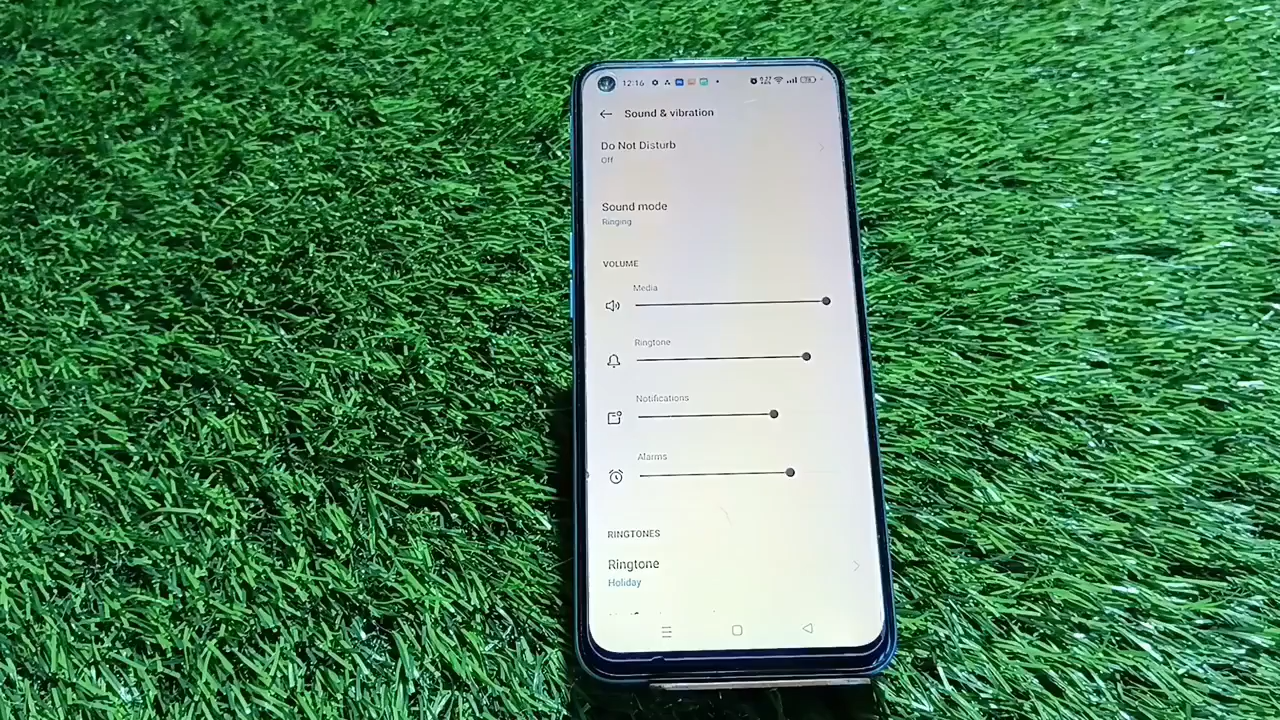 12:16
Sound & vibration
Do Not Disturb
Off
Sound mode
Ringing
VOLUME
Media
Ringtone
Notifications
Alarms
RINGTONES
Ringtone
Holiday